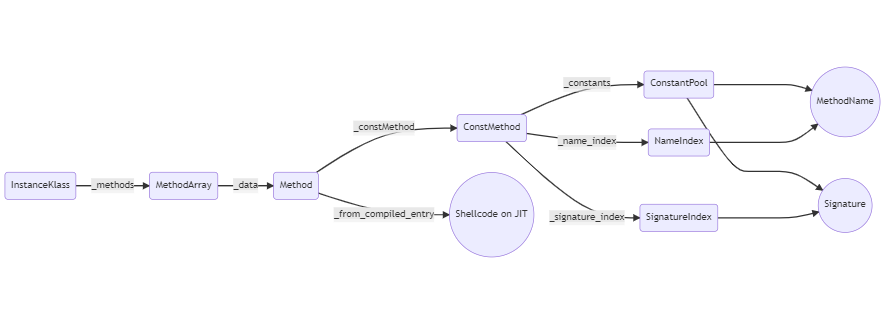 InstanceKlass
_methods
MethodArray
_data
Method
_constMethod
_from_compiled_entry
ConstMethod
Shellcode on JIT
_constants
_name_index
_signature_index
ConstantPool
NameIndex
SignatureIndex
MethodName
Signature